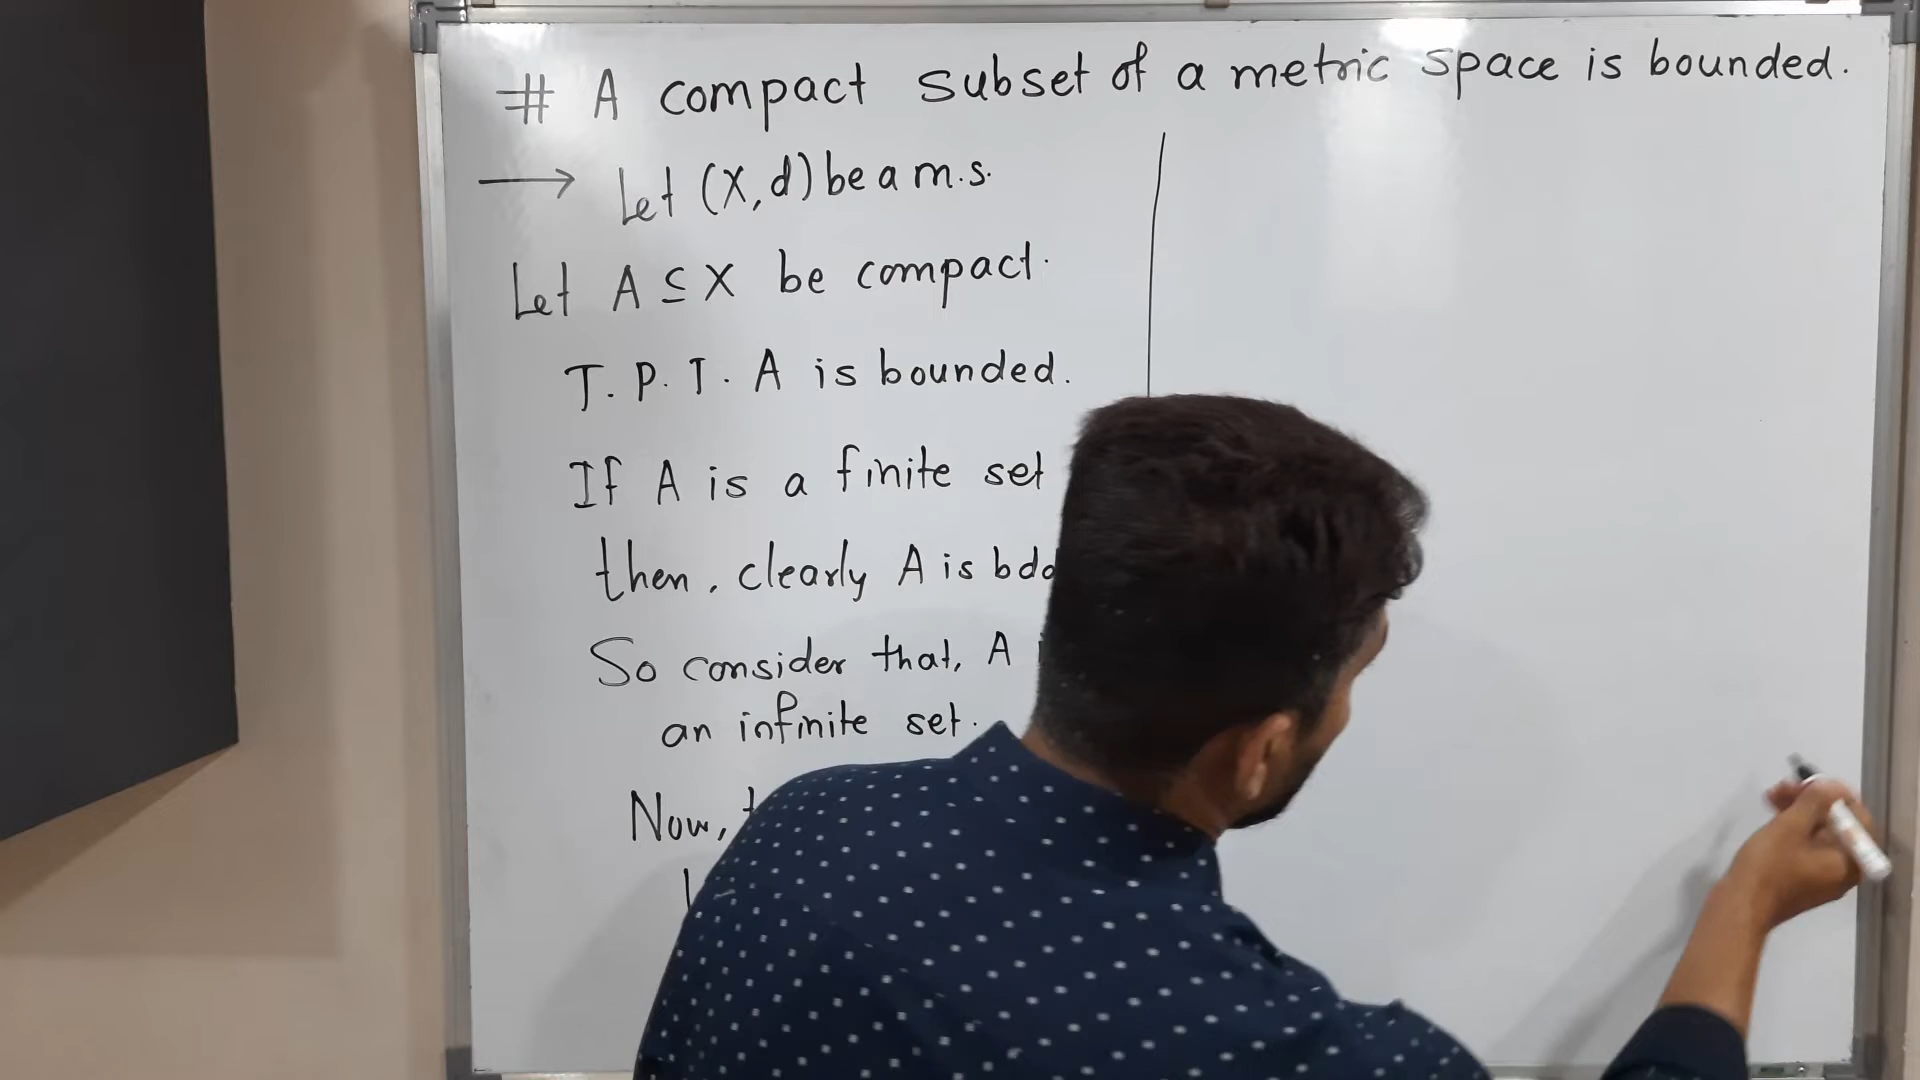 # A compact subset of a metric space is bounded.
→ Let (X,d) be a m.s.
Let A ⊆ X be compact.
T.P.T. A is bounded.
If A is a finite set
then, clearly A is
So consider that, A
an infinite set.
Now,